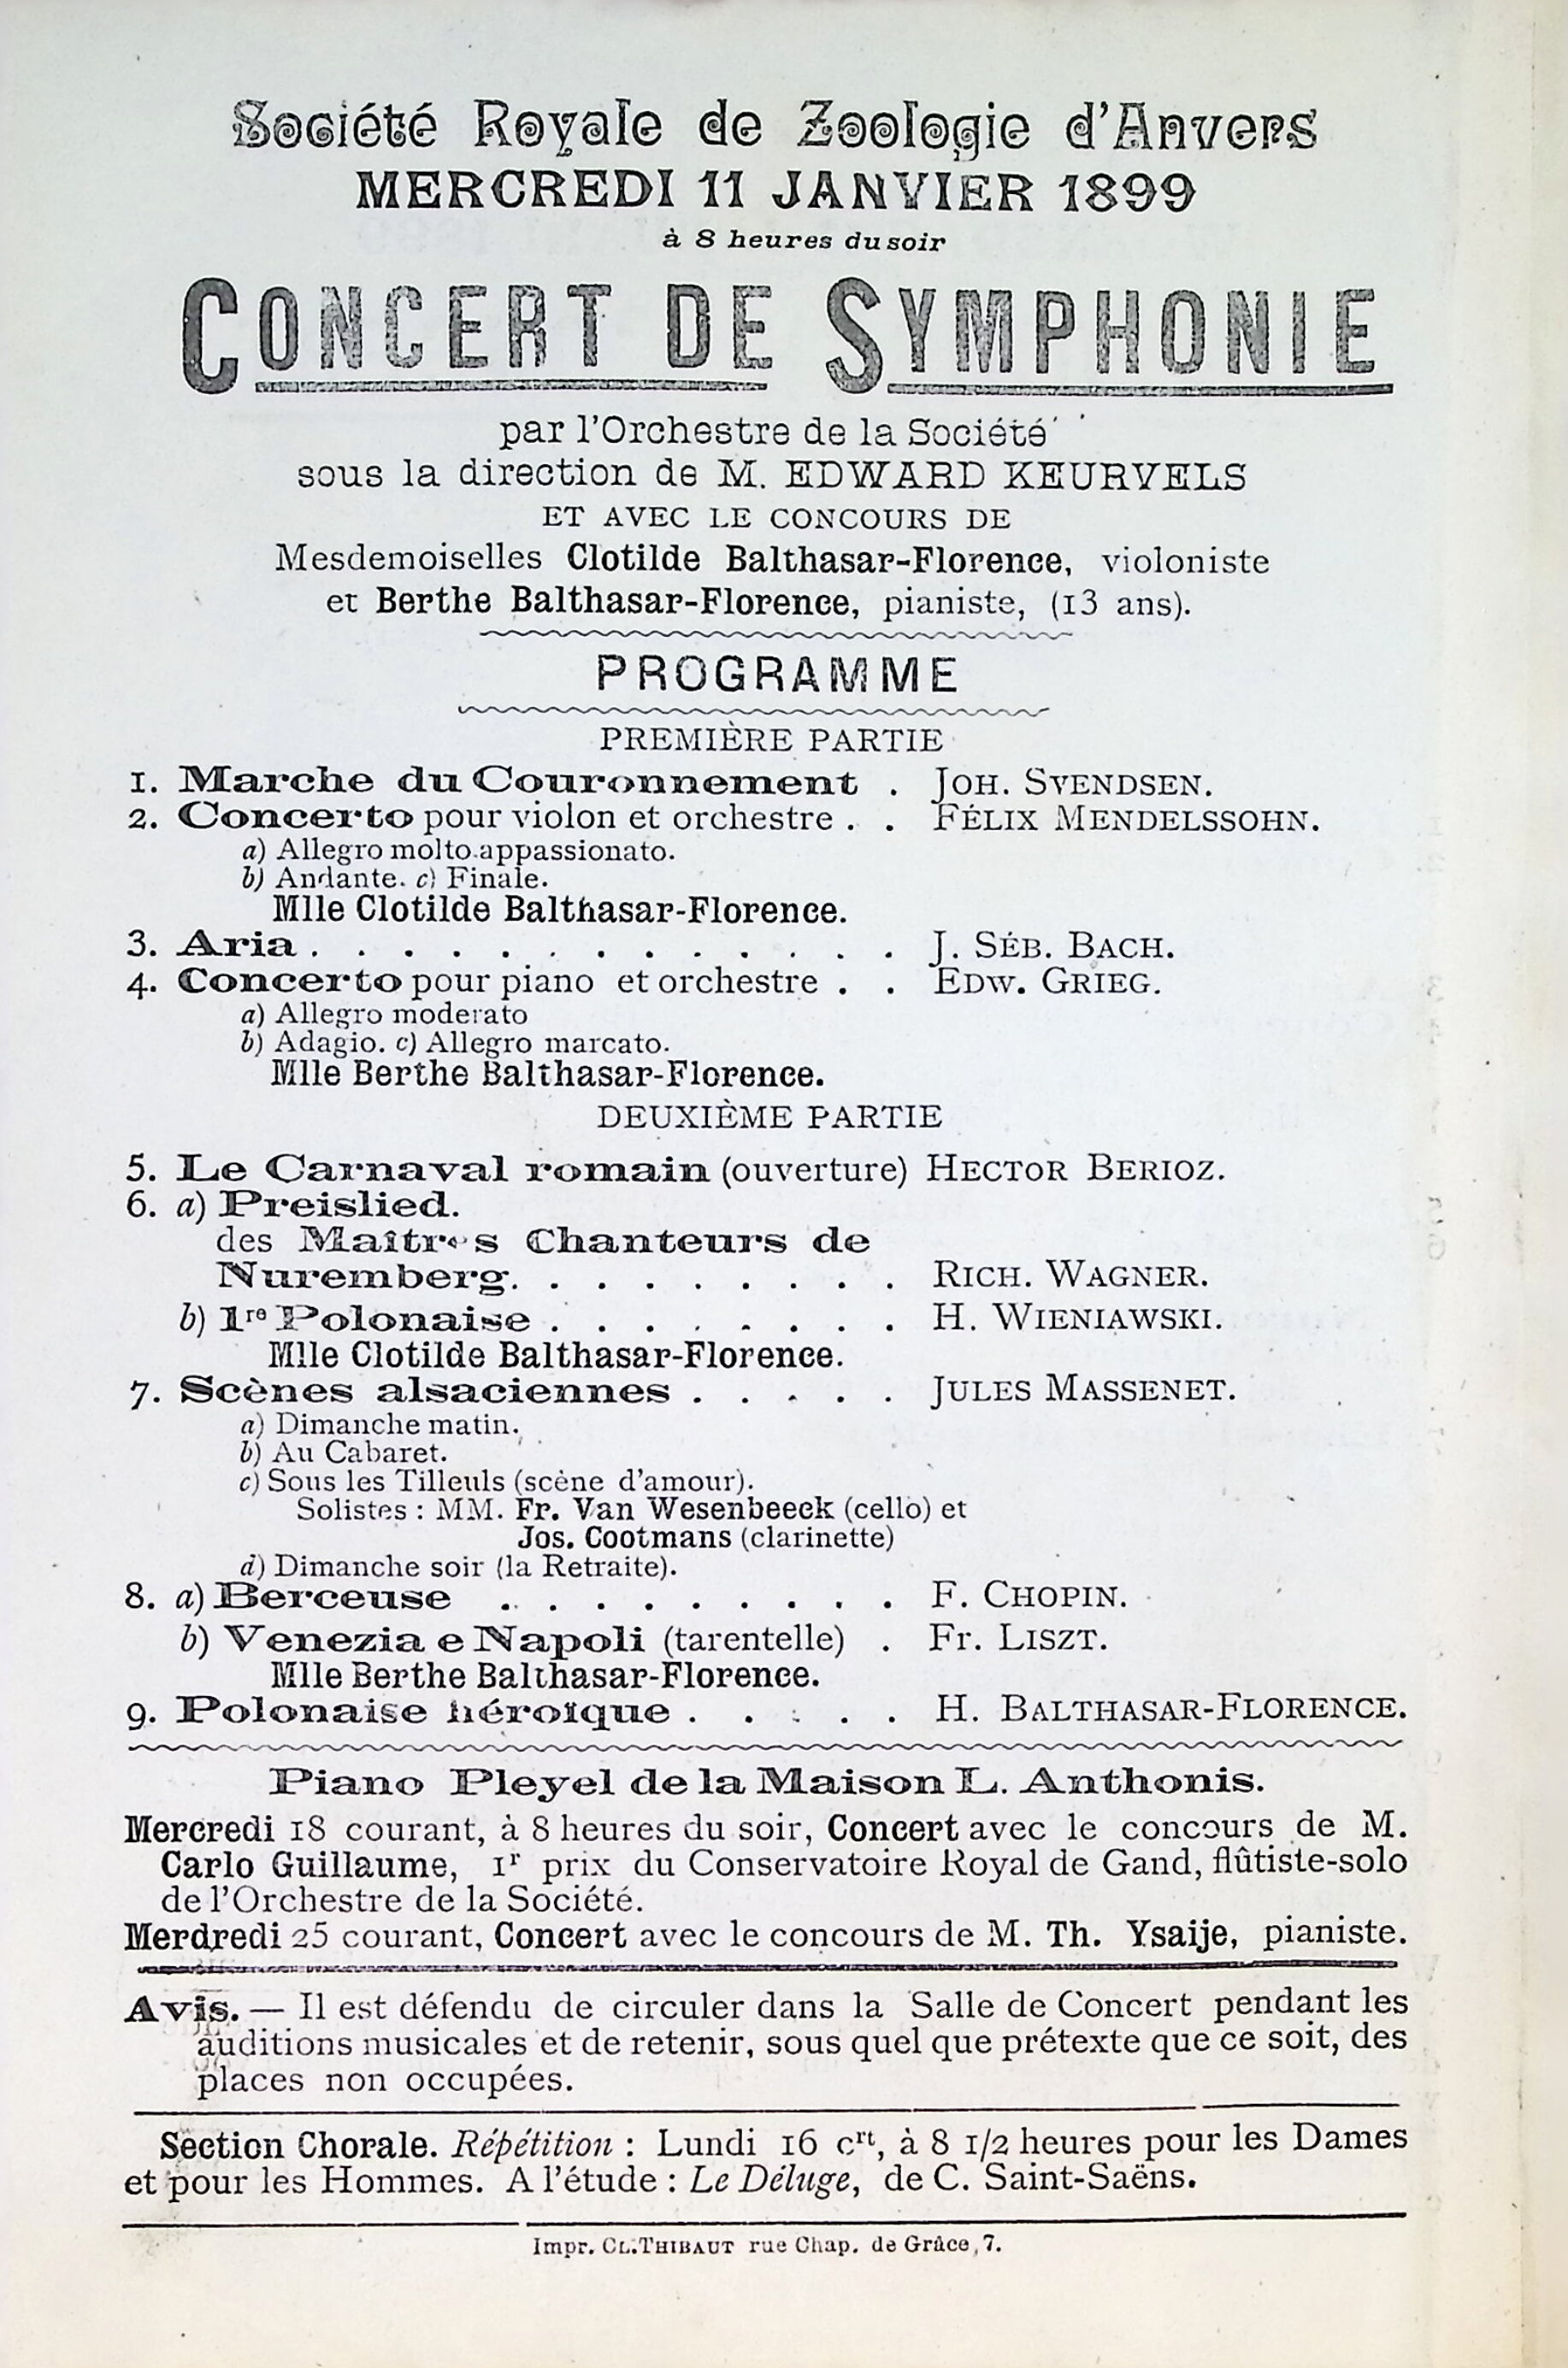 Société Royale de Zoologie d'Anvers
MERCREDI 11 JANVIER 1899
à 8 heures du soir
CONCERT DE SYMPHONIE
par l'Orchestre de la Société
sous la direction de M. EDWARD KEURVELS
ET AVEC LE CONCOURS DE
Mesdemoiselles Clotilde Balthasar-Florence, violoniste
et Berthe Balthasar-Florence, pianiste, (13 ans).
PROGRAMME
PREMIÈRE PARTIE
1. Marche du Couronnement . JOH. SVENDSEN.
2. Concerto pour violon et orchestre . . FÉLIX MENDELSSOHN.
a) Allegro molto appassionato.
b) Andante. c) Finale.
Mlle Clotilde Balthasar-Florence.
3. Aria . . . . . . . . . . . . . J. SÉB. BACH.
4. Concerto pour piano et orchestre . . EDW. GRIEG.
a) Allegro moderato
b) Adagio. c) Allegro marcato.
Mlle Berthe Balthasar-Florence.
DEUXIÈME PARTIE
5. Le Carnaval romain (ouverture) HECTOR BERIOZ.
6. a) Preislied.
des Maîtres Chanteurs de
Nuremberg. . . . . . . . . RICH. WAGNER.
b) 1re Polonaise . . . . . . . . H. WIENIAWSKI.
Mlle Clotilde Balthasar-Florence.
7. Scènes alsaciennes . . . . . JULES MASSENET.
a) Dimanche matin.
b) Au Cabaret.
c) Sous les Tilleuls (scène d'amour).
Solistes : MM. Fr. Van Wesenbeeck (cello) et
Jos. Cootmans (clarinette)
d) Dimanche soir (la Retraite).
8. a) Berceuse . . . . . . . . . F. CHOPIN.
b) Venezia e Napoli (tarentelle) . Fr. LISZT.
Mlle Berthe Balthasar-Florence.
9. Polonaise héroïque . . . . . H. BALTHASAR-FLORENCE.
Piano Pleyel de la Maison L. Anthonis.
Mercredi 18 courant, à 8 heures du soir, Concert avec le concours de M.
Carlo Guillaume, 1r prix du Conservatoire Royal de Gand, flûtiste-solo
de l'Orchestre de la Société.
Merdredi 25 courant, Concert avec le concours de M. Th. Ysaije, pianiste.
Avis. — Il est défendu de circuler dans la Salle de Concert pendant les
auditions musicales et de retenir, sous quel que prétexte que ce soit, des
places non occupées.
Section Chorale. Répétition : Lundi 16 crt, à 8 1/2 heures pour les Dames
et pour les Hommes. A l'étude : Le Déluge, de C. Saint-Saëns.
Impr. CL. THIBAUT rue Chap. de Grâce, 7.